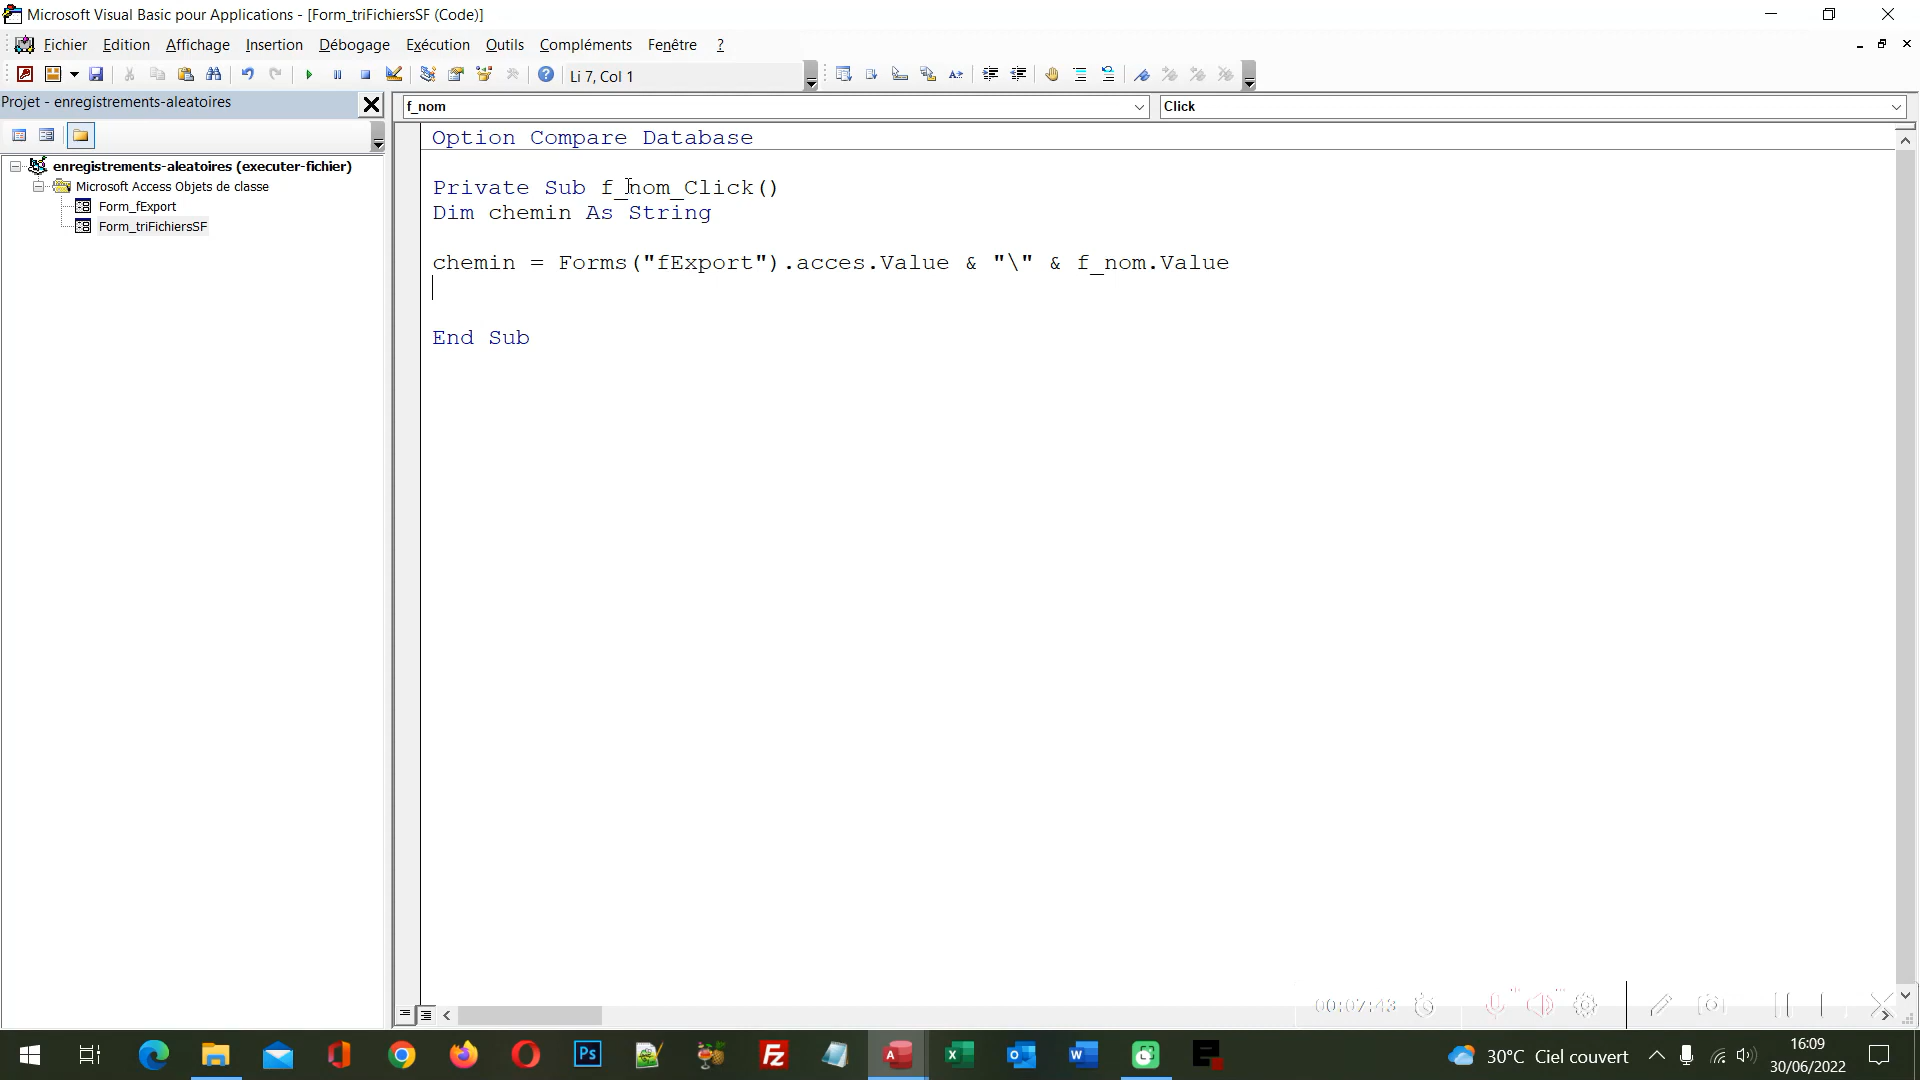 Microsoft Visual Basic pour Applications - [Form_triFichiersSF (Code)]
Fichier Edition Affichage Insertion Débogage Exécution Outils Compléments Fenêtre ?
Li 7, Col 1
Projet - enregistrements-aleatoires
f_nom
Click
enregistrements-aleatoires (executer-fichier)
Microsoft Access Objets de classe
Form_fExport
Form_triFichiersSF
Option Compare Database
Private Sub f_nom_Click()
Dim chemin As String
chemin = Forms("fExport").acces.Value & "\" & f_nom.Value
End Sub
00:07:43
30°C Ciel couvert
16:09
30/06/2022